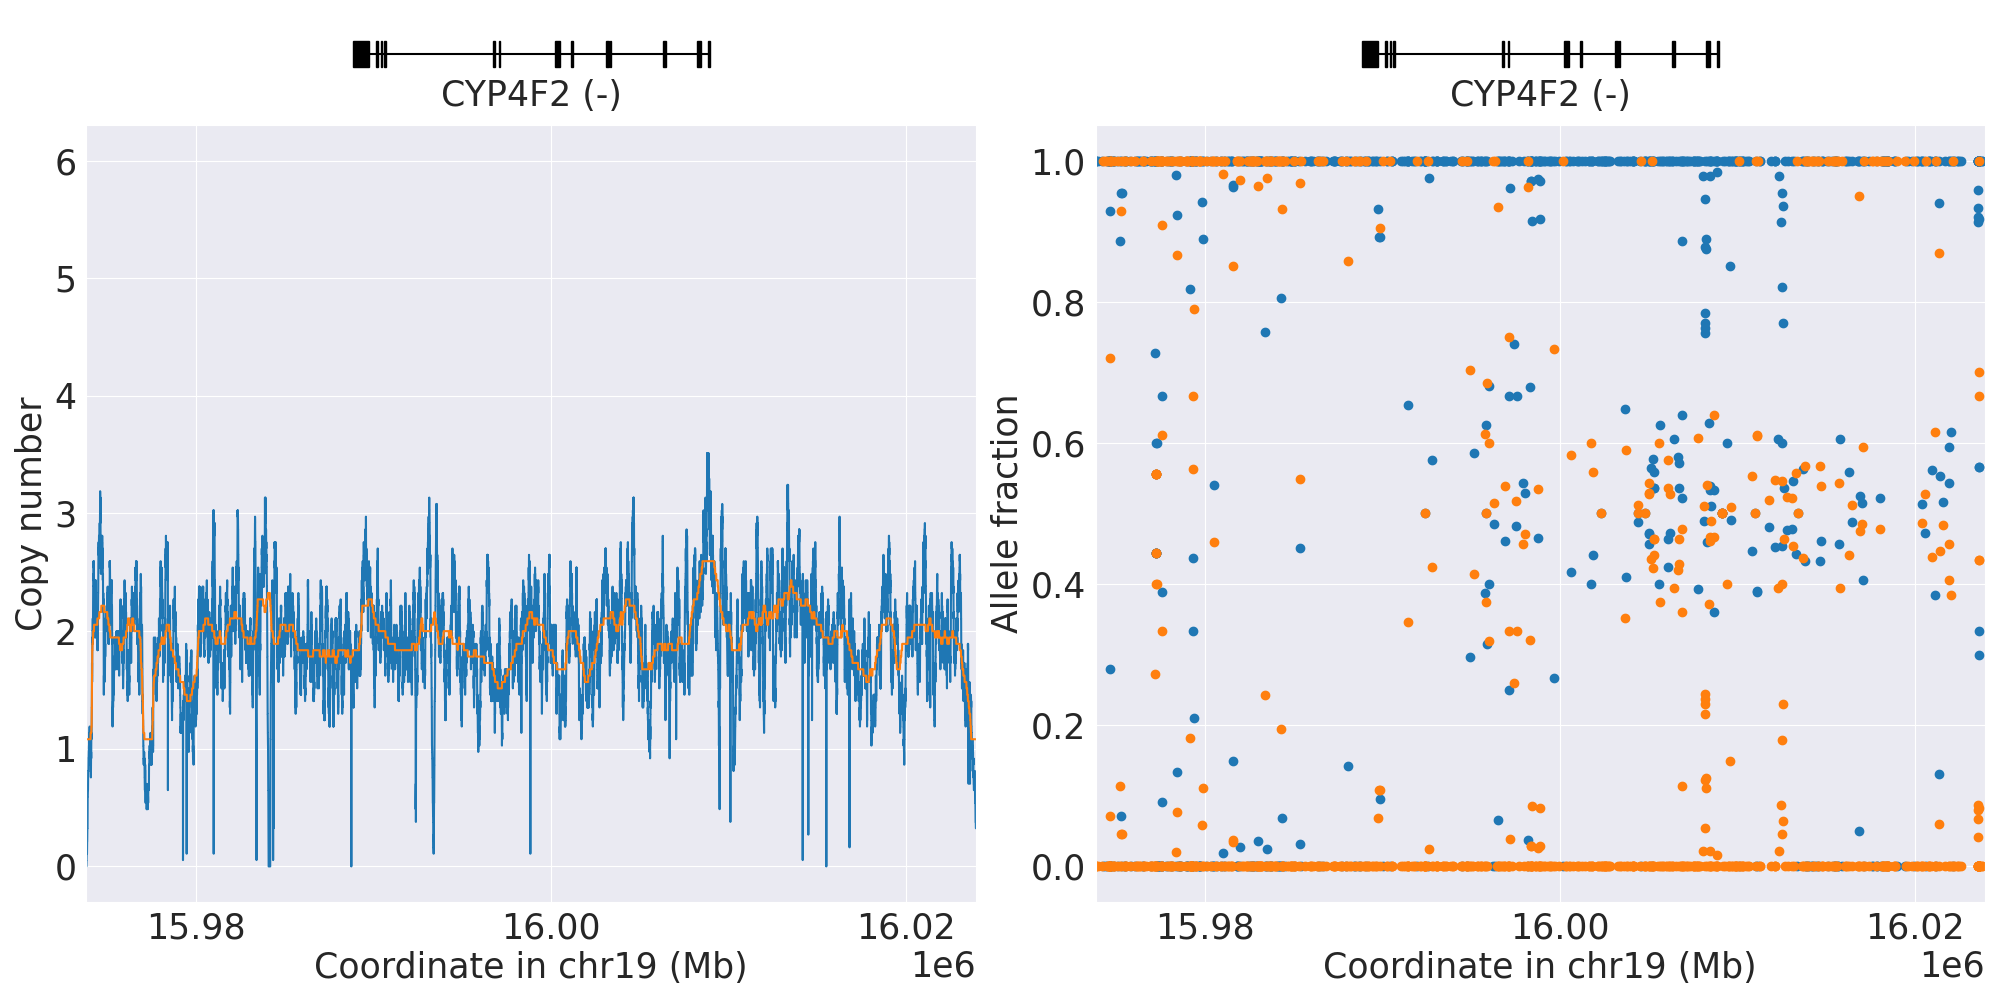 CYP4F2 (-)
6
5
4
3
2
1
0
Copy number
15.98
16.00
16.02
Coordinate in chr19 (Mb)
1e6
CYP4F2 (-)
1.0
0.8
0.6
0.4
0.2
0.0
Allele fraction
15.98
16.00
16.02
Coordinate in chr19 (Mb)
1e6